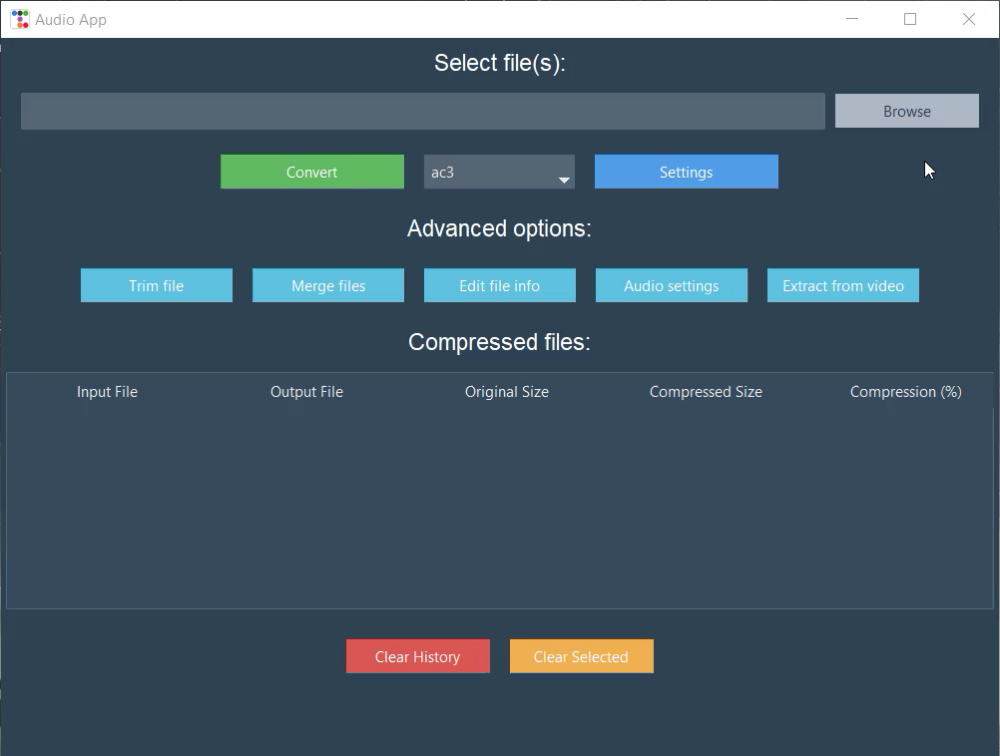 Audio App
Select file(s):
Browse
Convert ac3 Settings
Advanced options:
Trim file Merge files Edit file info Audio settings Extract from video
Compressed files:
Input File Output File Original Size Compressed Size Compression (%)
Clear History Clear Selected